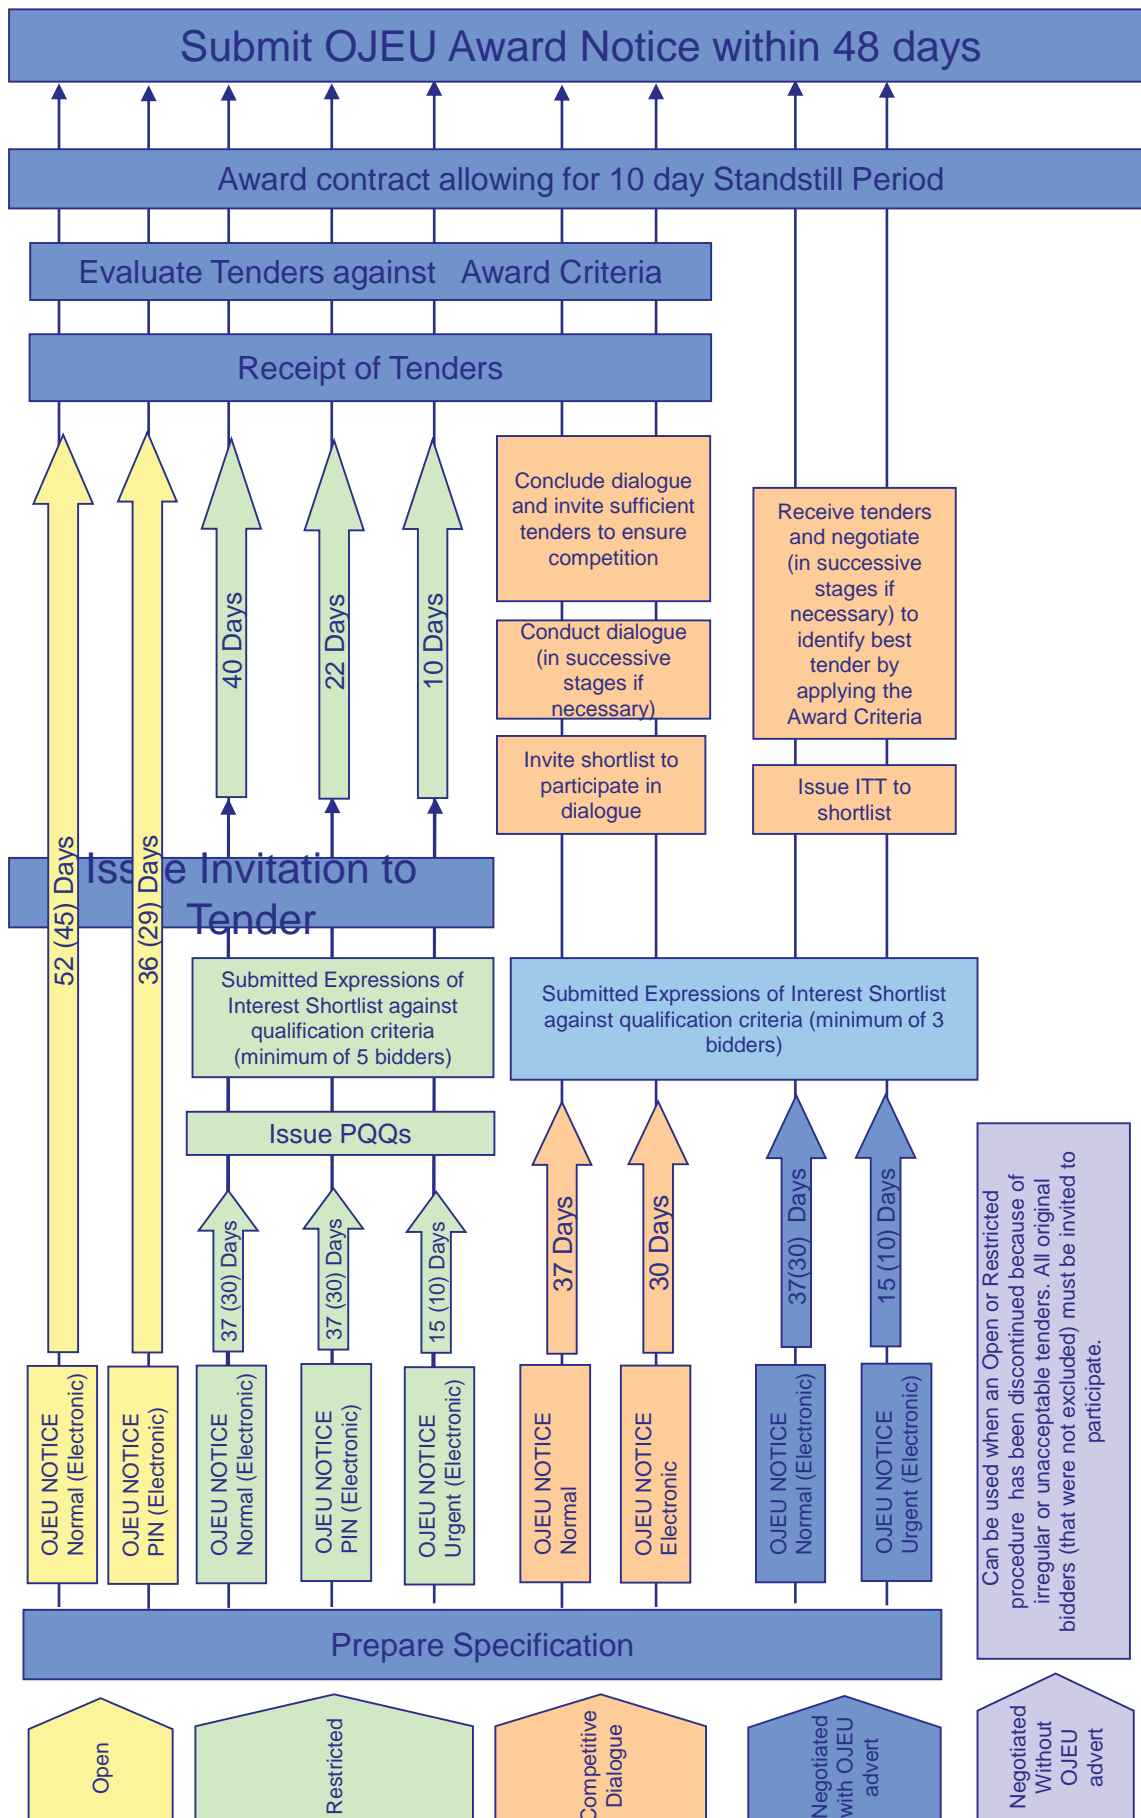 Submit OJEU Award Notice within 48 days
Award contract allowing for 10 day Standstill Period
Evaluate Tenders against Award Criteria
Receipt of Tenders
Conclude dialogue
and invite sufficient
tenders to ensure
competition
Receive tenders
and negotiate
(in successive
stages if
necessary) to
identify best
tender by
applying the
Award Criteria
40 Days
22 Days
10 Days
Conduct dialogue
(in successive
stages if
necessary)
Invite shortlist to
participate in
dialogue
Issue ITT to
shortlist
52 (45) Days
36 (29) Days
Issue Invitation to
Tender
Submitted Expressions of
Interest Shortlist against
qualification criteria
(minimum of 5 bidders)
Submitted Expressions of Interest Shortlist
against qualification criteria (minimum of 3
bidders)
Issue PQQs
37 (30) Days
37 (30) Days
15 (10) Days
37 Days
30 Days
37(30) Days
15 (10) Days
Can be used when an Open or Restricted
procedure has been discontinued because of
irregular or unacceptable tenders. All original
bidders (that were not excluded) must be invited to
participate.
OJEU NOTICE
Normal (Electronic)
OJEU NOTICE
PIN (Electronic)
OJEU NOTICE
Normal (Electronic)
OJEU NOTICE
PIN (Electronic)
OJEU NOTICE
Urgent (Electronic)
OJEU NOTICE
Normal
OJEU NOTICE
Electronic
OJEU NOTICE
Normal (Electronic)
OJEU NOTICE
Urgent (Electronic)
Prepare Specification
Open
Restricted
Competitive
Dialogue
Negotiated
with OJEU
advert
Negotiated
Without
OJEU
advert